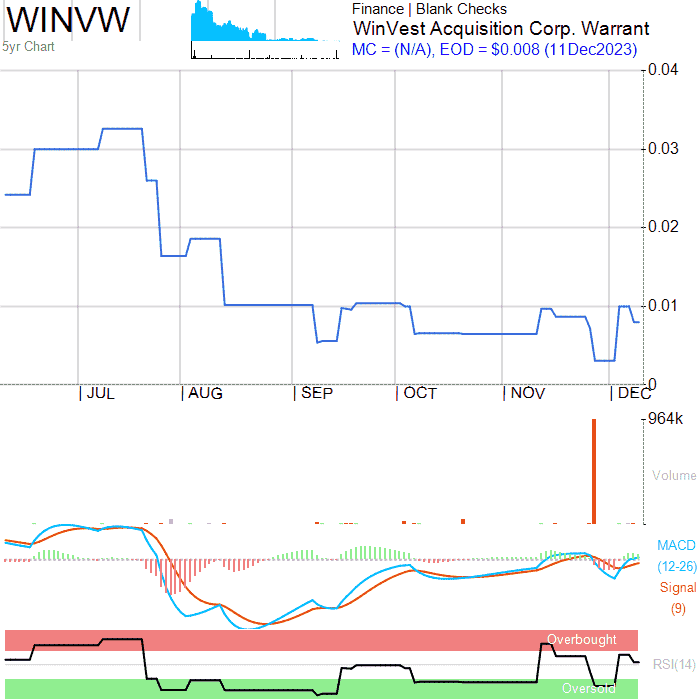 WINVW
5yr Chart
Finance | Blank Checks
WinVest Acquisition Corp. Warrant
MC = (N/A), EOD = $0.008 (11Dec2023)
0.04
0.03
0.02
0.01
0
JUL AUG SEP OCT NOV DEC
964k
Volume
MACD
(12-26)
Signal
(9)
Overbought
RSI(14)
Oversold